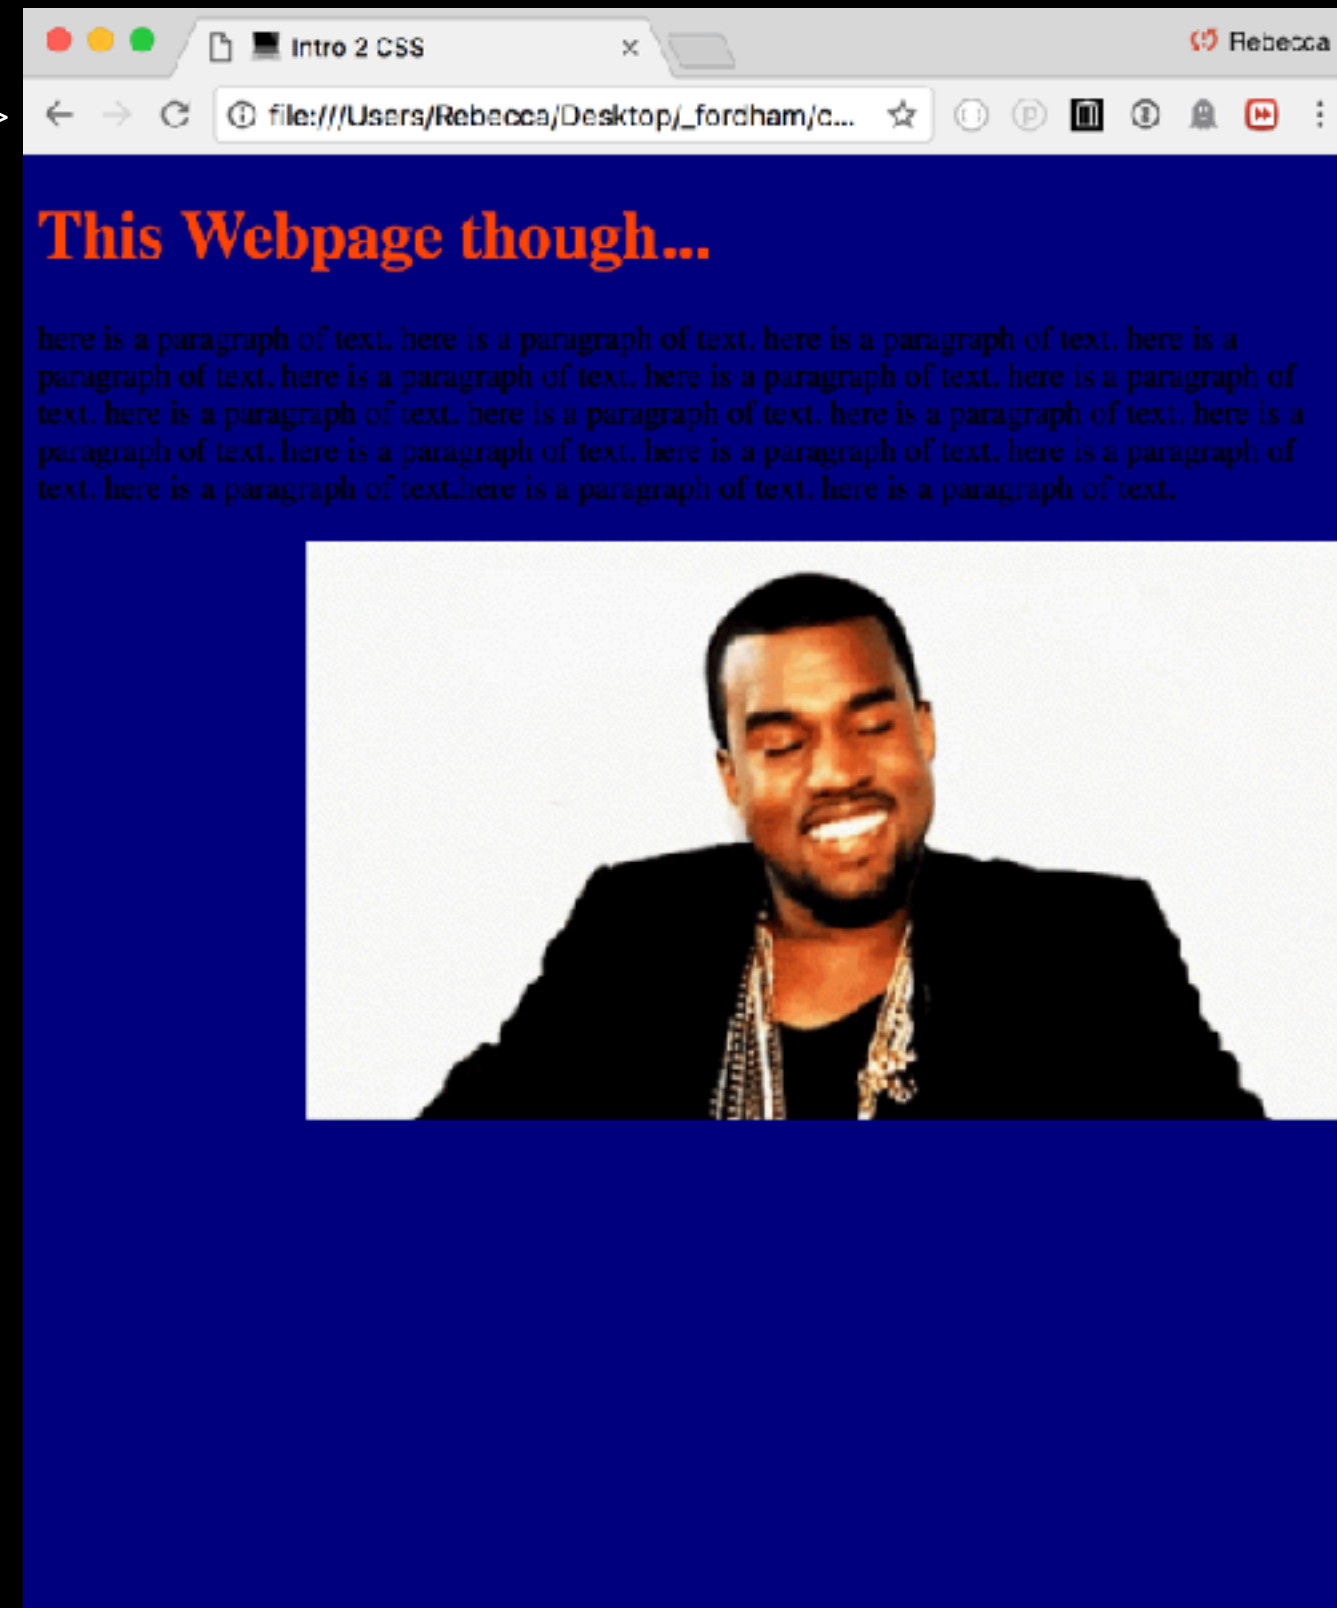 Intro 2 CSS
Rebecca
file:///Users/Rebecca/Desktop/_fordham/c...
This Webpage though...
here is a paragraph of text. here is a paragraph of text. here is a paragraph of text. here is a
paragraph of text. here is a paragraph of text. here is a paragraph of text. here is a paragraph of
text. here is a paragraph of text. here is a paragraph of text. here is a paragraph of text. here is a
paragraph of text. here is a paragraph of text. here is a paragraph of text. here is a paragraph of
text. here is a paragraph of text.here is a paragraph of text. here is a paragraph of text.